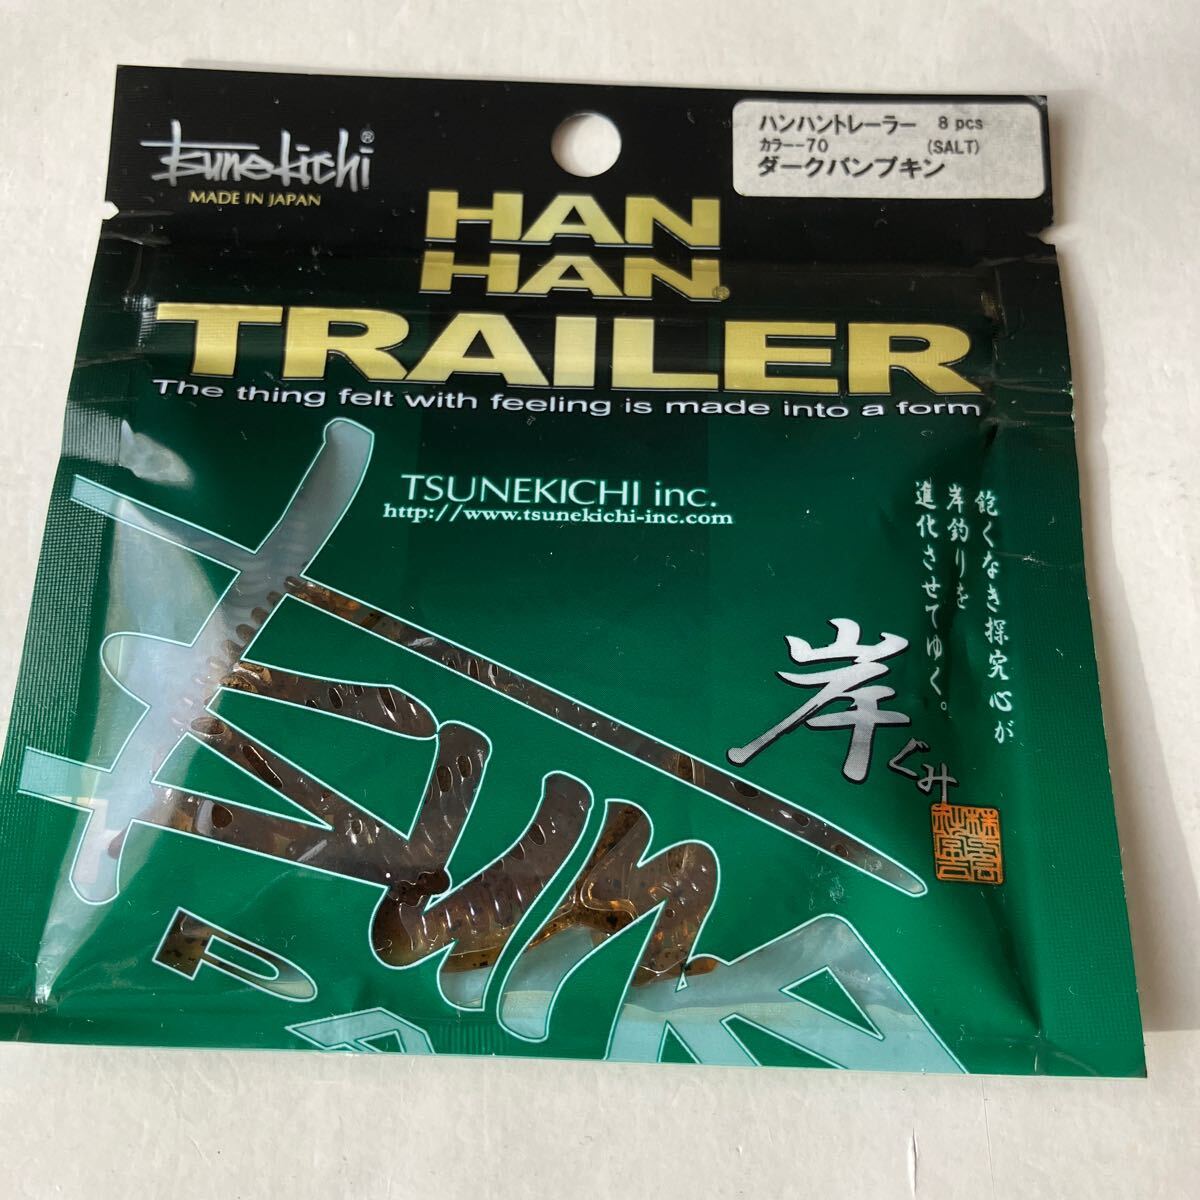 tsunekichi®
MADE IN JAPAN
ハンハントレーラー 8 pcs
カラー-70 (SALT)
ダークパンプキン
HAN
HAN®
TRAILER
The thing felt with feeling is made into a form
TSUNEKICHI inc.
http://www.tsunekichi-inc.com
飽くなき探究心が
岸釣りを
進化させてゆく。
岸ぐみ